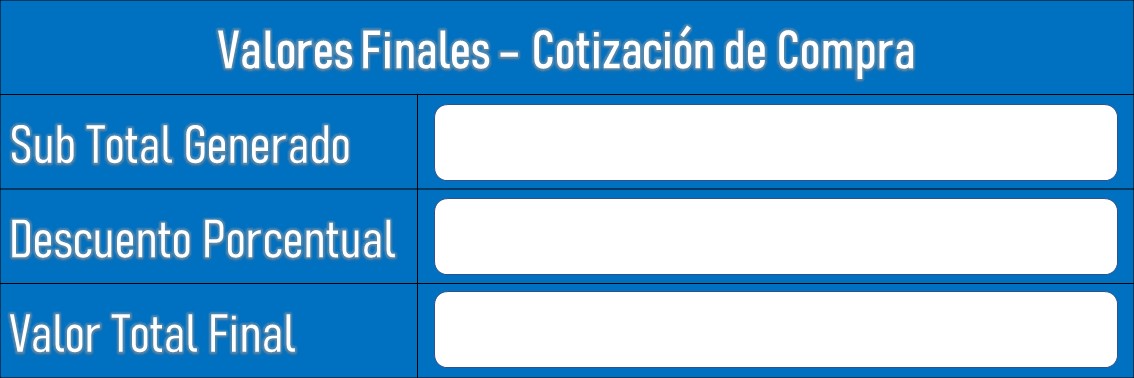 Valores Finales – Cotización de Compra
Sub Total Generado
Descuento Porcentual
Valor Total Final